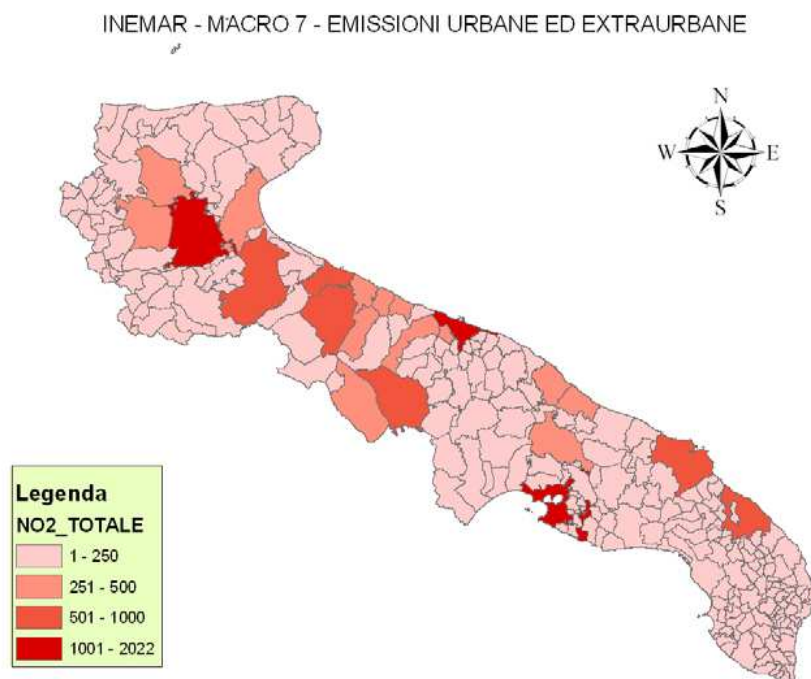 INEMAR - MACRO 7 - EMISSIONI URBANE ED EXTRAURBANE
N
W E
S
Legenda
NO2_TOTALE
1 - 250
251 - 500
501 - 1000
1001 - 2022